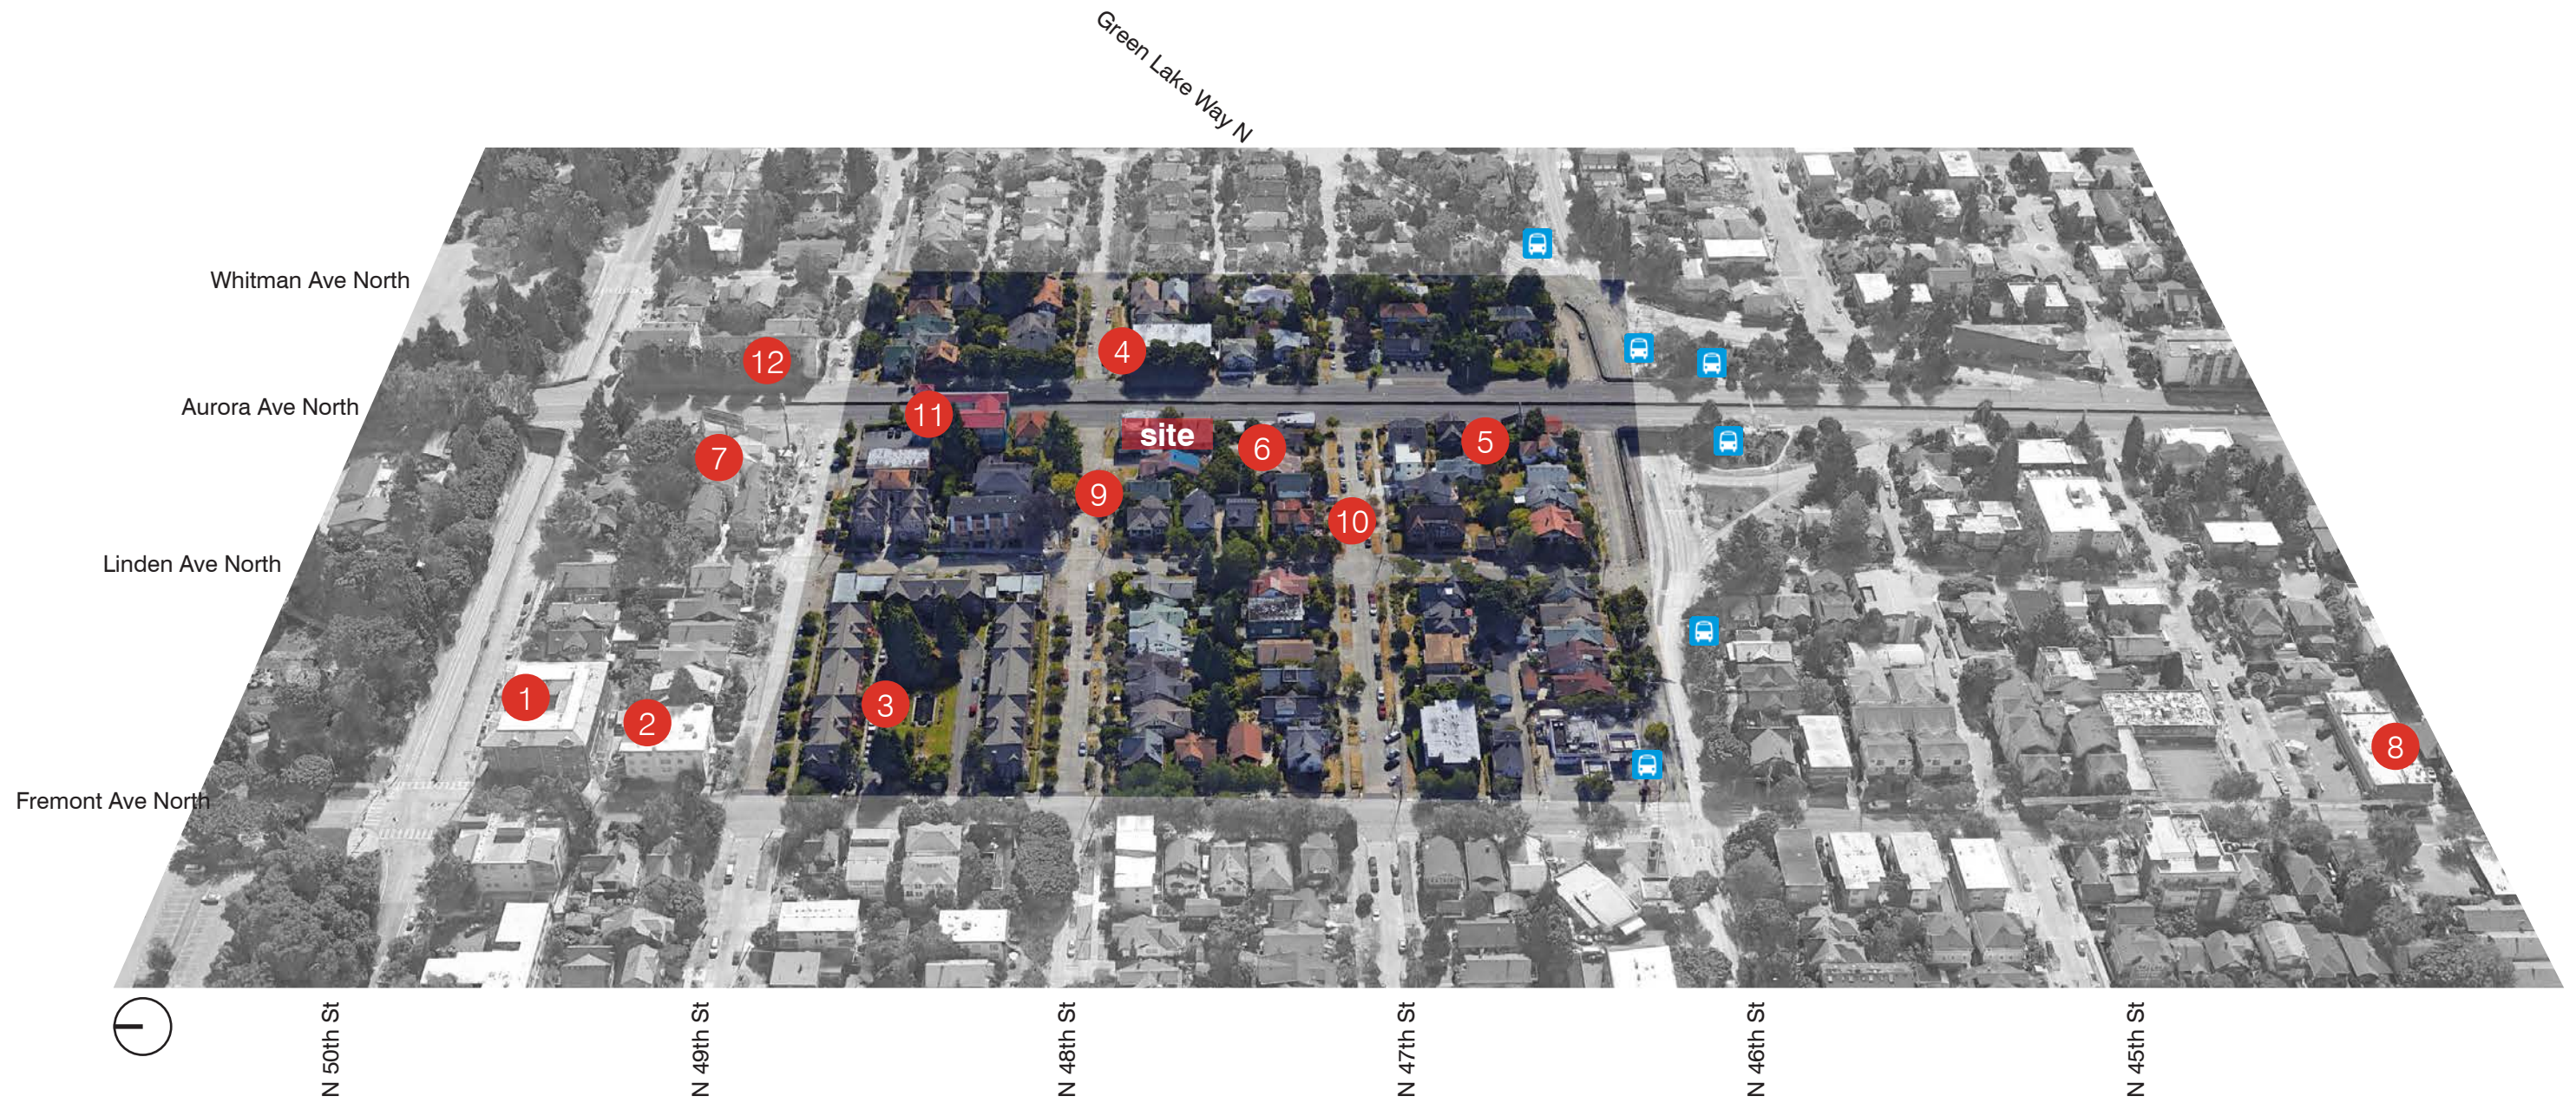 Green Lake Way N
Whitman Ave North
12
4
Aurora Ave North
11
site
7
6
5
9
10
Linden Ave North
1
2
3
8
Fremont Ave North
N 50th St
N 49th St
N 48th St
N 47th St
N 46th St
N 45th St